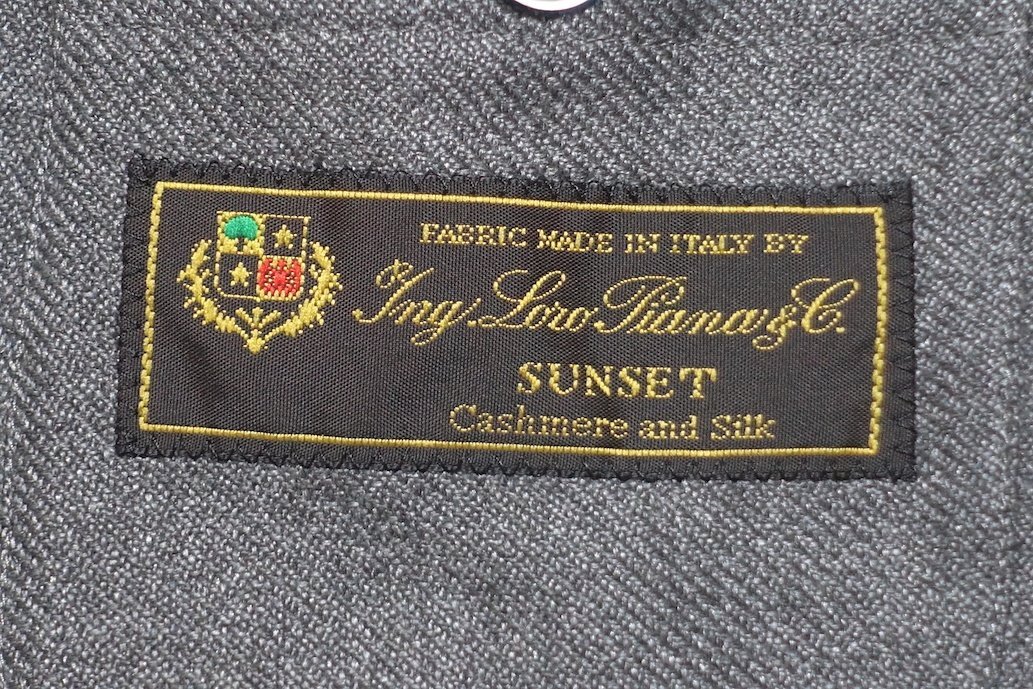 FABRIC MADE IN ITALY BY
Ing. Loro Piana & C.
SUNSET
Cashmere and Silk